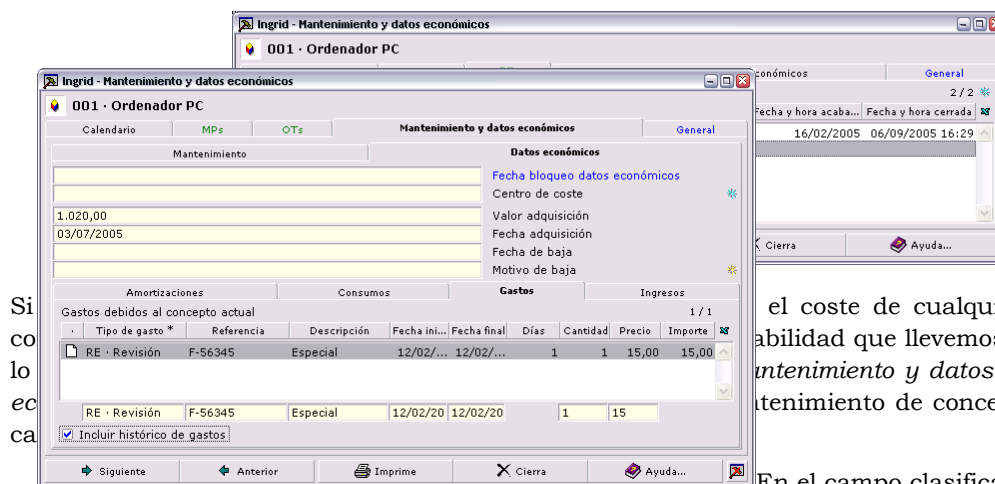 Ingrid - Mantenimiento y datos económicos
001 · Ordenador PC
conómicos General
2 / 2
Fecha y hora acaba... Fecha y hora cerrada
16/02/2005 06/09/2005 16:29
Cierra Ayuda...
Ingrid - Mantenimiento y datos económicos
001 · Ordenador PC
Calendario MPs OTs Mantenimiento y datos económicos General
Mantenimiento Datos económicos
Fecha bloqueo datos económicos
Centro de coste
1.020,00 Valor adquisición
03/07/2005 Fecha adquisición
Fecha de baja
Motivo de baja
Amortizaciones Consumos Gastos Ingresos
Gastos debidos al concepto actual 1 / 1
· Tipo de gasto * Referencia Descripción Fecha ini... Fecha final Días Cantidad Precio Importe
RE · Revisión F-56345 Especial 12/02/... 12/02/... 1 1 15,00 15,00
RE · Revisión F-56345 Especial 12/02/20 12/02/20 1 15
Incluir histórico de gastos
Siguiente Anterior Imprime Cierra Ayuda...
Si el coste de cualqui
co abilidad que llevemos
lo antenimiento y datos
ec tenimiento de conce
ca
En el campo clasifica